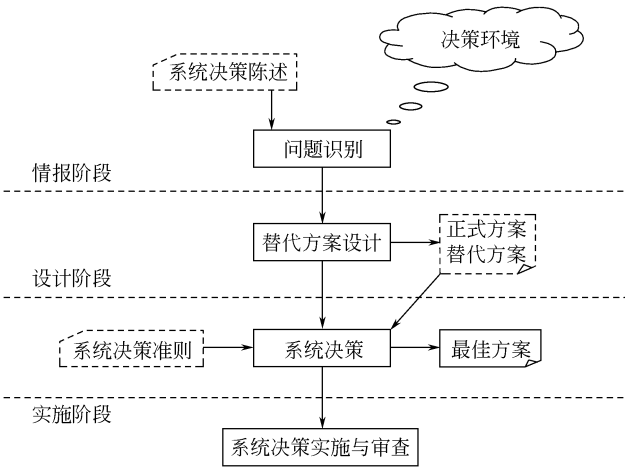 决策环境
系统决策陈述
问题识别
情报阶段
替代方案设计
正式方案
替代方案
设计阶段
系统决策准则
系统决策
最佳方案
实施阶段
系统决策实施与审查